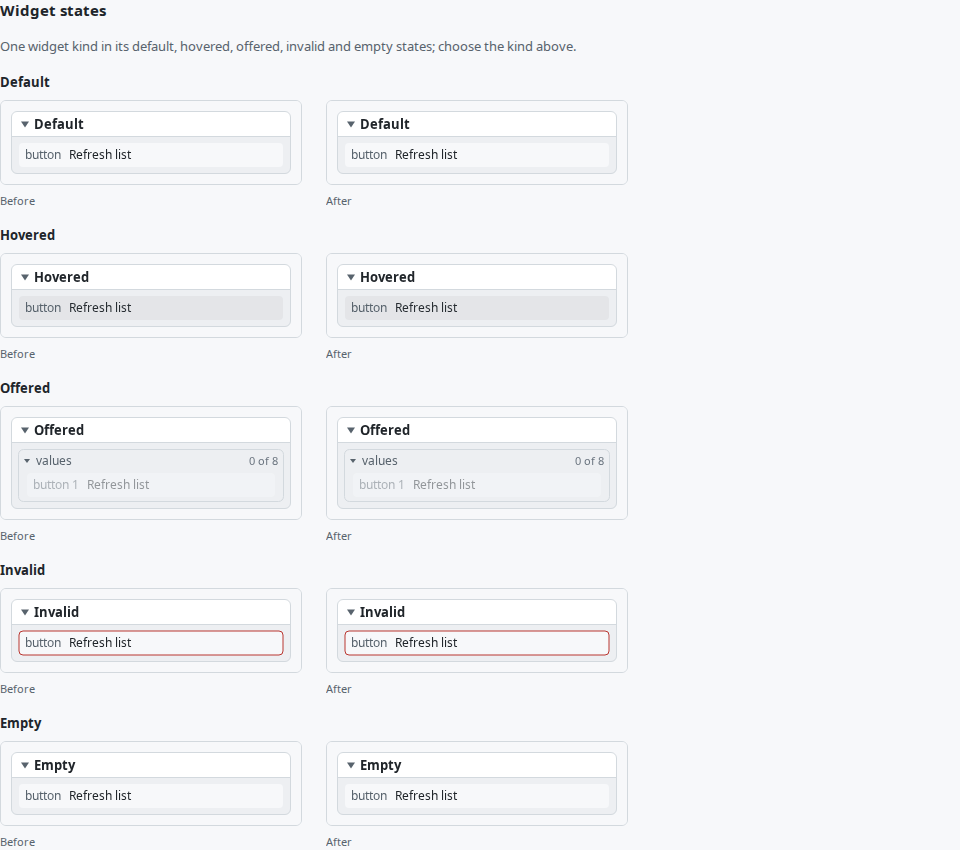 Widget states
One widget kind in its default, hovered, offered, invalid and empty states; choose the kind above.
Default
Default
button Refresh list
Before
Default
button Refresh list
After
Hovered
Hovered
button Refresh list
Before
Hovered
button Refresh list
After
Offered
Offered
values 0 of 8
button 1 Refresh list
Before
Offered
values 0 of 8
button 1 Refresh list
After
Invalid
Invalid
button Refresh list
Before
Invalid
button Refresh list
After
Empty
Empty
button Refresh list
Before
Empty
button Refresh list
After